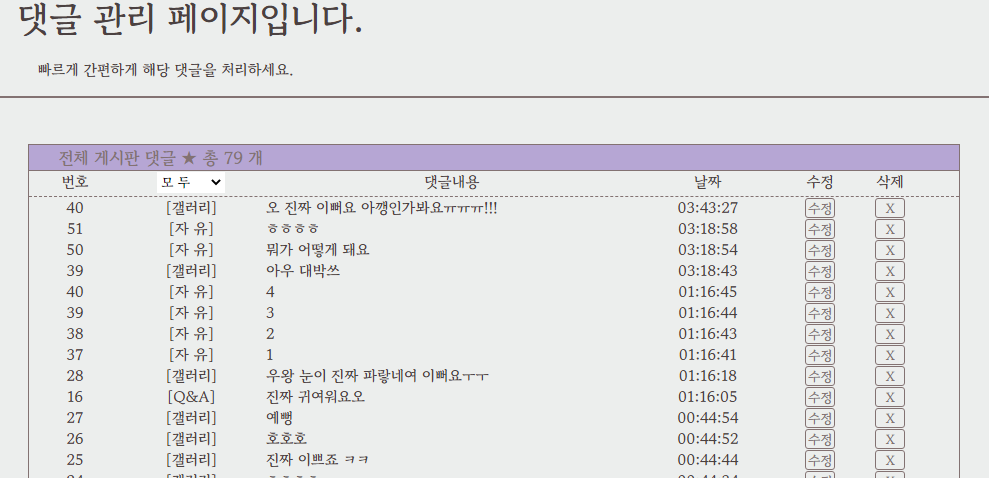 댓글 관리 페이지입니다.
빠르게 간편하게 해당 댓글을 처리하세요.
전체 게시판 댓글 ★ 총 79 개
번호 모 두 댓글내용 날짜 수정 삭제
40 [갤러리] 오 진짜 이뻐요 아깽인가봐요ㅠㅠㅠ!!! 03:43:27 수정 X
51 [자 유] ㅎㅎㅎㅎ 03:18:58 수정 X
50 [자 유] 뭐가 어떻게 돼요 03:18:54 수정 X
39 [갤러리] 아우 대박쓰 03:18:43 수정 X
40 [자 유] 4 01:16:45 수정 X
39 [자 유] 3 01:16:44 수정 X
38 [자 유] 2 01:16:43 수정 X
37 [자 유] 1 01:16:41 수정 X
28 [갤러리] 우왕 눈이 진짜 파랗네여 이뻐요ㅜㅜ 01:16:18 수정 X
16 [Q&A] 진짜 귀여워요오 01:16:05 수정 X
27 [갤러리] 예뻥 00:44:54 수정 X
26 [갤러리] 호호호 00:44:52 수정 X
25 [갤러리] 진짜 이쁘죠 ㅋㅋ 00:44:44 수정 X